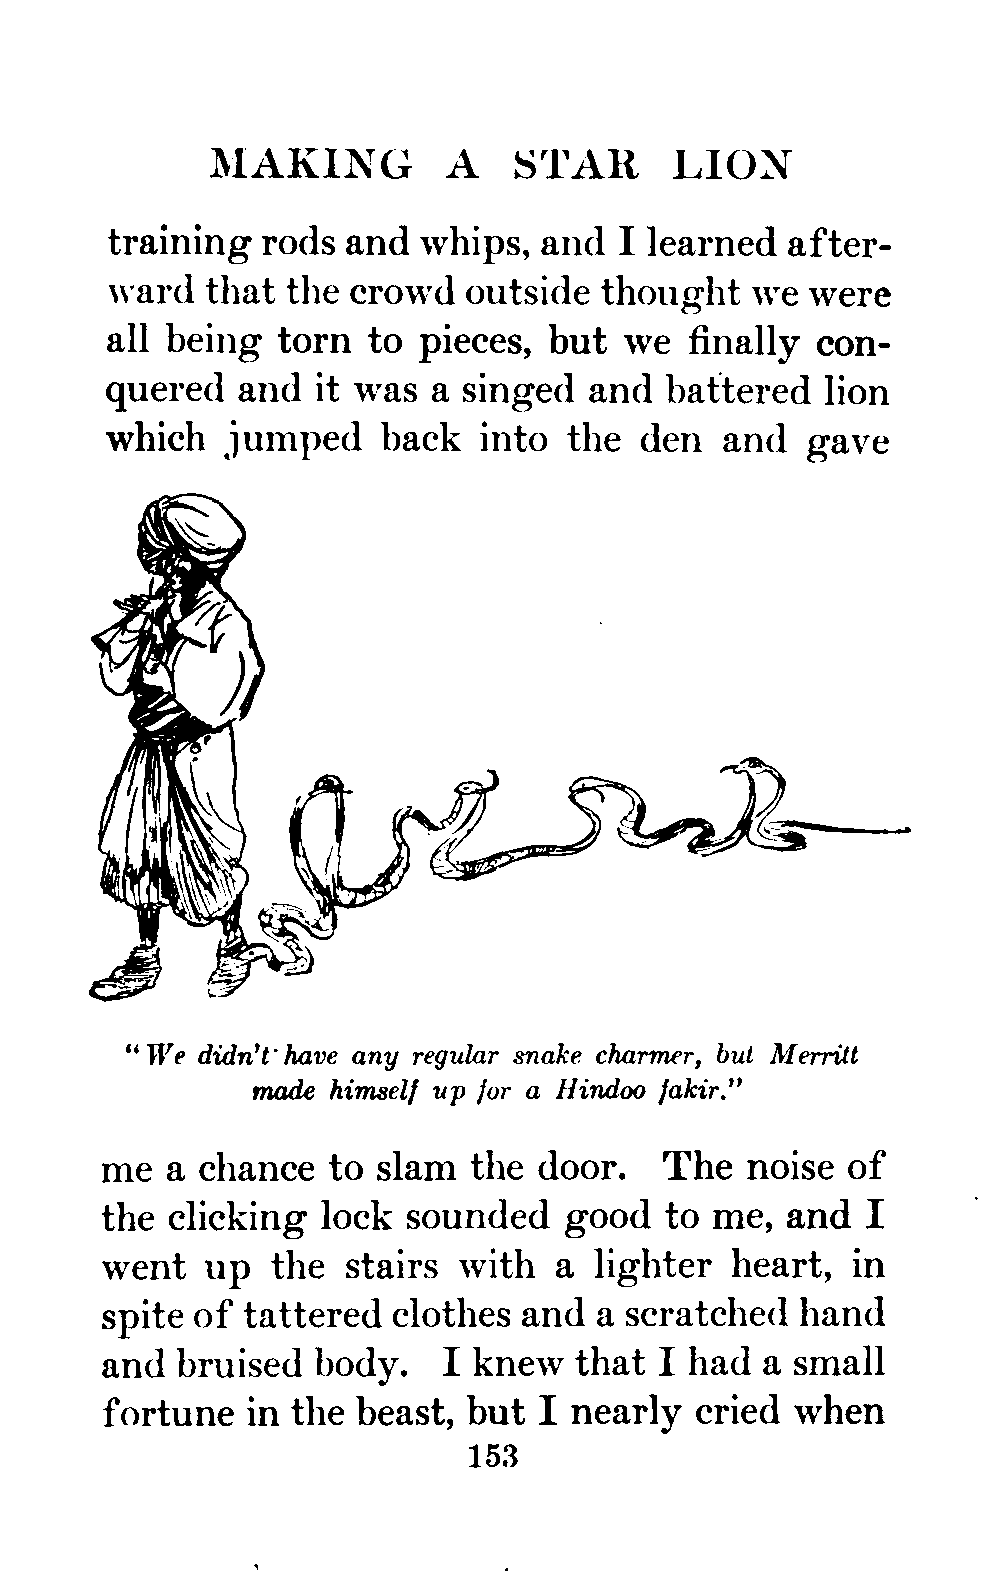 MAKING A STAR LION
training rods and whips, and I learned after-
ward that the crowd outside thought we were
all being torn to pieces, but we finally con-
quered and it was a singed and battered lion
which jumped back into the den and gave
"We didn't have any regular snake charmer, but Merritt
made himself up for a Hindoo fakir."
me a chance to slam the door. The noise of
the clicking lock sounded good to me, and I
went up the stairs with a lighter heart, in
spite of tattered clothes and a scratched hand
and bruised body. I knew that I had a small
fortune in the beast, but I nearly cried when
153